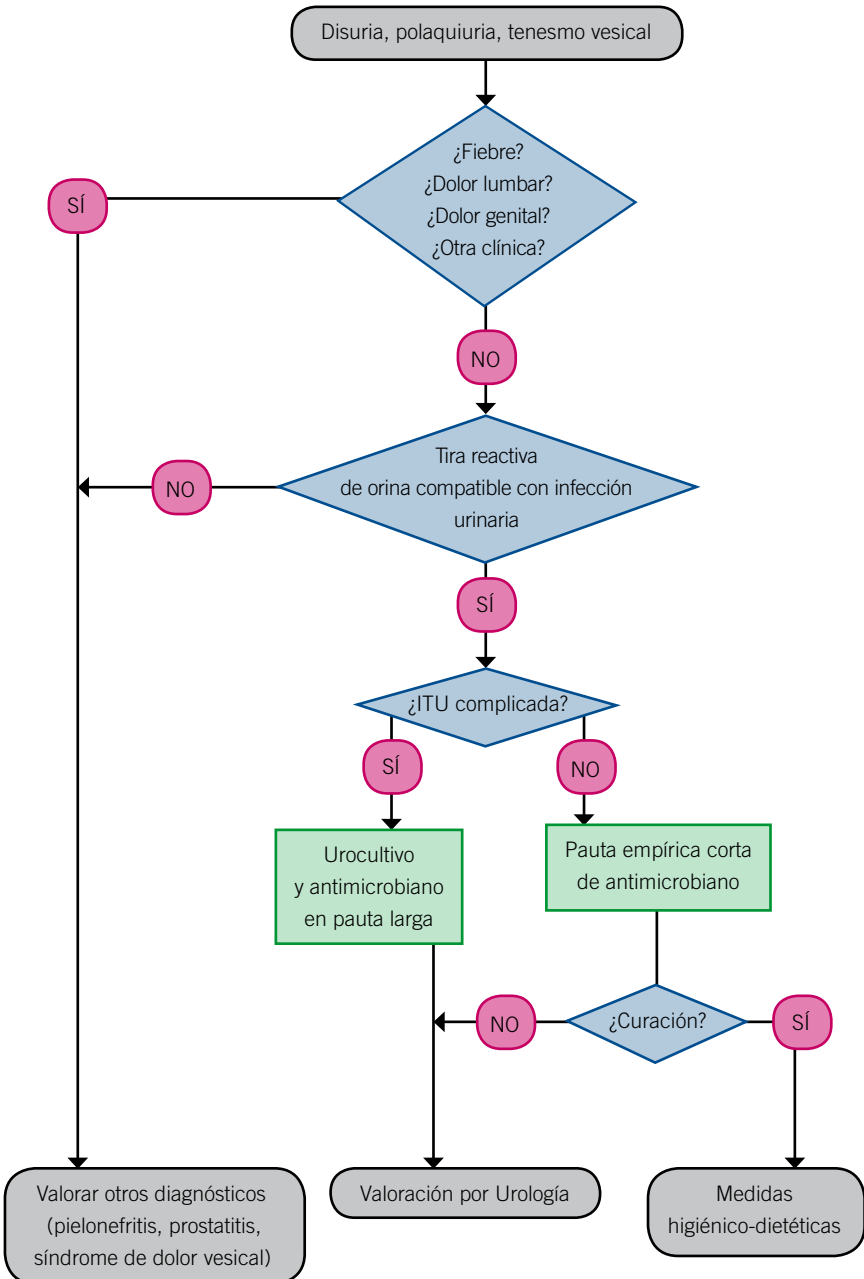 Disuria, polaquiuria, tenesmo vesical
¿Fiebre?
¿Dolor lumbar?
¿Dolor genital?
¿Otra clínica?
SÍ
NO
Tira reactiva
de orina compatible con infección
urinaria
NO
SÍ
¿ITU complicada?
SÍ
NO
Urocultivo
y antimicrobiano
en pauta larga
Pauta empírica corta
de antimicrobiano
NO
¿Curación?
SÍ
Valorar otros diagnósticos
(pielonefritis, prostatitis,
síndrome de dolor vesical)
Valoración por Urología
Medidas
higiénico-dietéticas